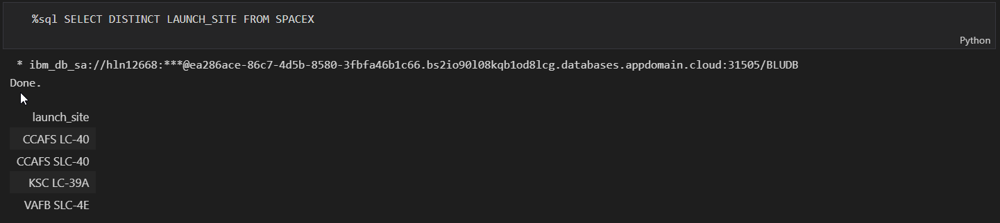 %sql SELECT DISTINCT LAUNCH_SITE FROM SPACEX
Python
* ibm_db_sa://hln12668:***@ea286ace-86c7-4d5b-8580-3fbfa46b1c66.bs2io90l08kqb1od8lcg.databases.appdomain.cloud:31505/BLUDB
Done.
launch_site
CCAFS LC-40
CCAFS SLC-40
KSC LC-39A
VAFB SLC-4E